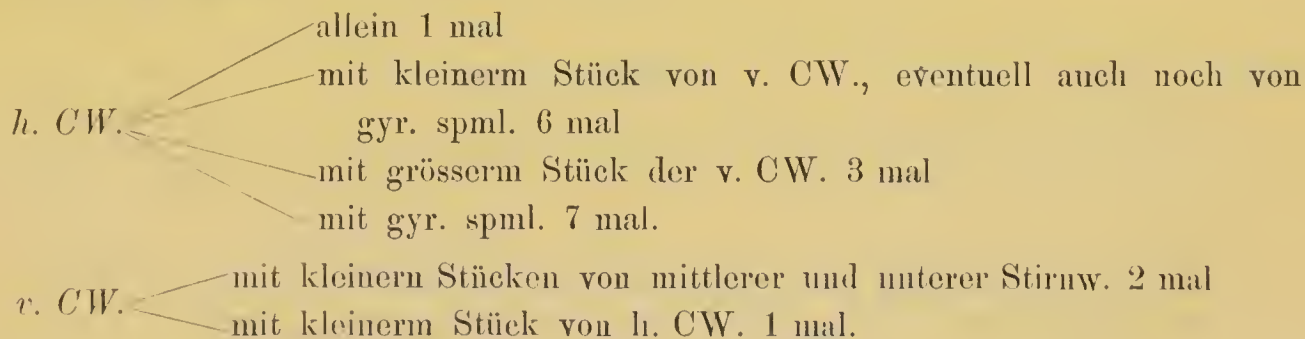 allein 1 mal
mit kleinerm Stück von v. CW., eventuell auch noch von
gyr. spml. 6 mal
h. CW.
mit grösserm Stück der v. CW. 3 mal
mit gyr. spml. 7 mal.
mit kleinern Stücken von mittlerer und unterer Stirnw. 2 mal
v. CW.
mit kleinerm Stück von h. CW. 1 mal.